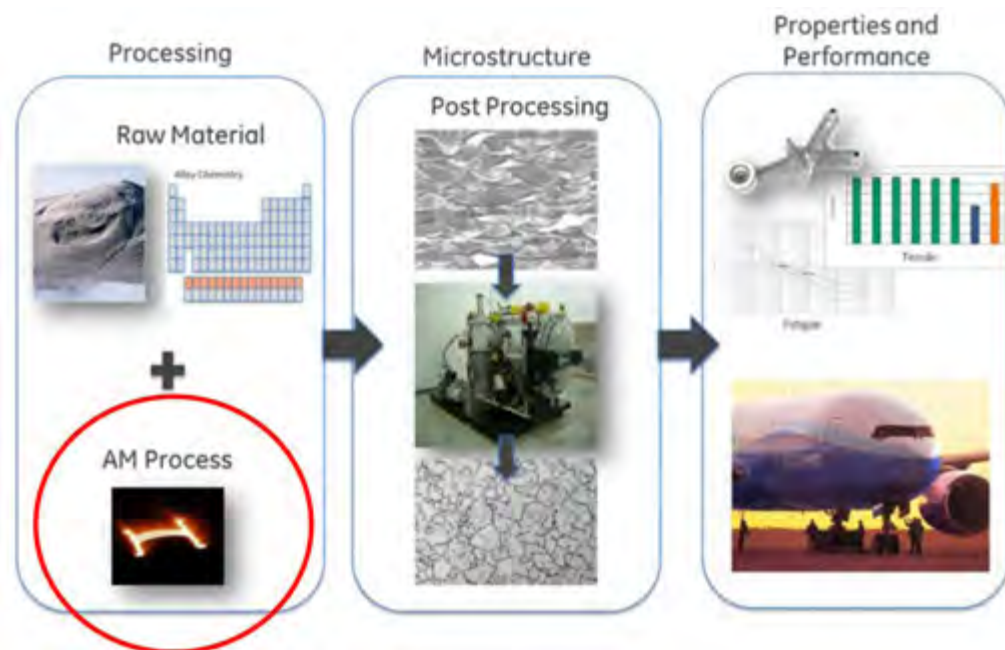 Processing
Raw Material
Alloy Chemistry
AM Process
Microstructure
Post Processing
Properties and
Performance
Tensile
Fatigue